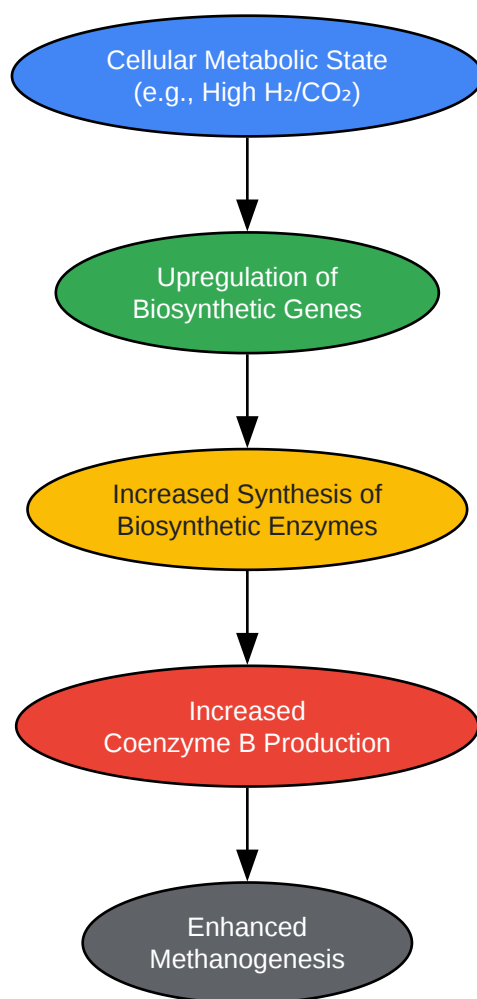 Cellular Metabolic State
(e.g., High H₂/CO₂)
Upregulation of
Biosynthetic Genes
Increased Synthesis of
Biosynthetic Enzymes
Increased
Coenzyme B Production
Enhanced
Methanogenesis